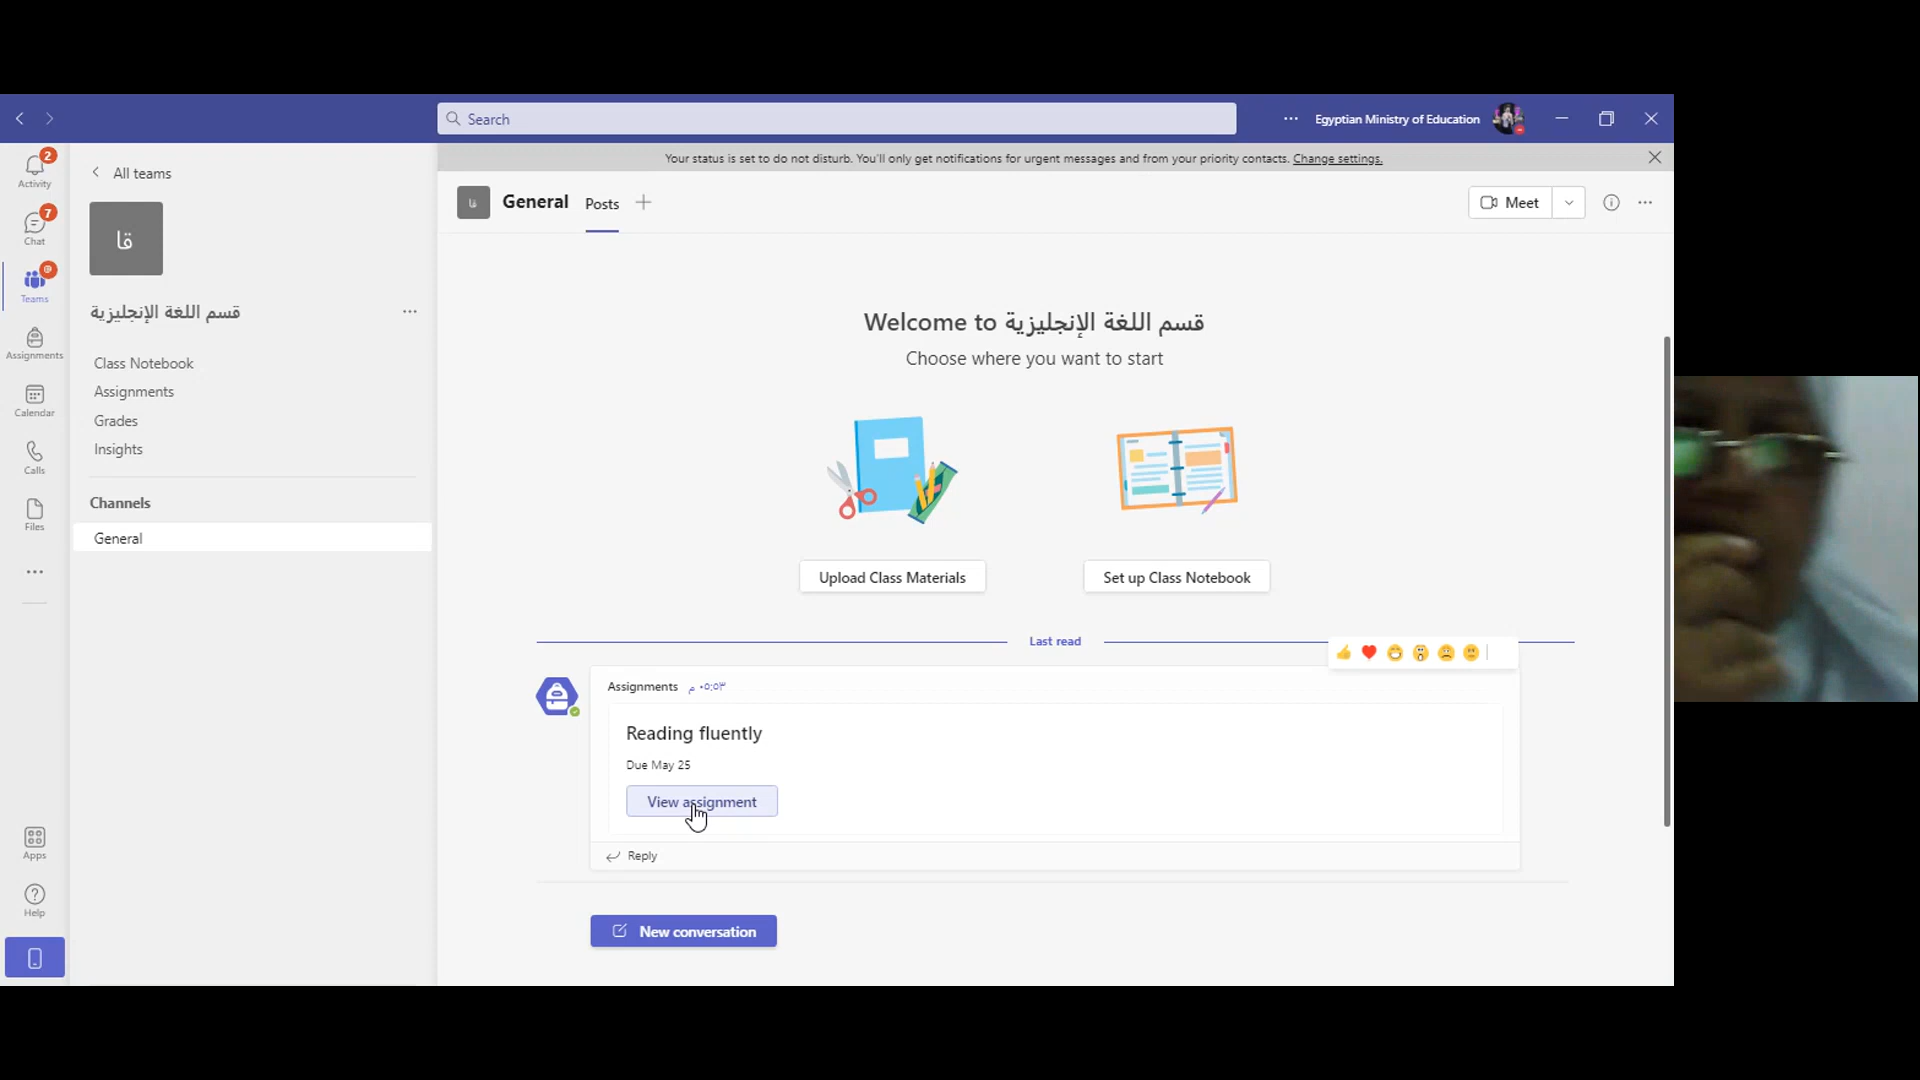 Search
Egyptian Ministry of Education
Your status is set to do not disturb. You'll only get notifications for urgent messages and from your priority contacts. Change settings.
2
Activity
7
Chat
@
Teams
Assignments
Calendar
Calls
Files
Apps
Help
All teams
قا
قسم اللغة الإنجليزية
Class Notebook
Assignments
Grades
Insights
Channels
General
قا
General
Posts
Meet
Welcome to قسم اللغة الإنجليزية
Choose where you want to start
Upload Class Materials
Set up Class Notebook
Last read
Assignments ٠٥:٥٣ م
Reading fluently
Due May 25
View assignment
Reply
New conversation